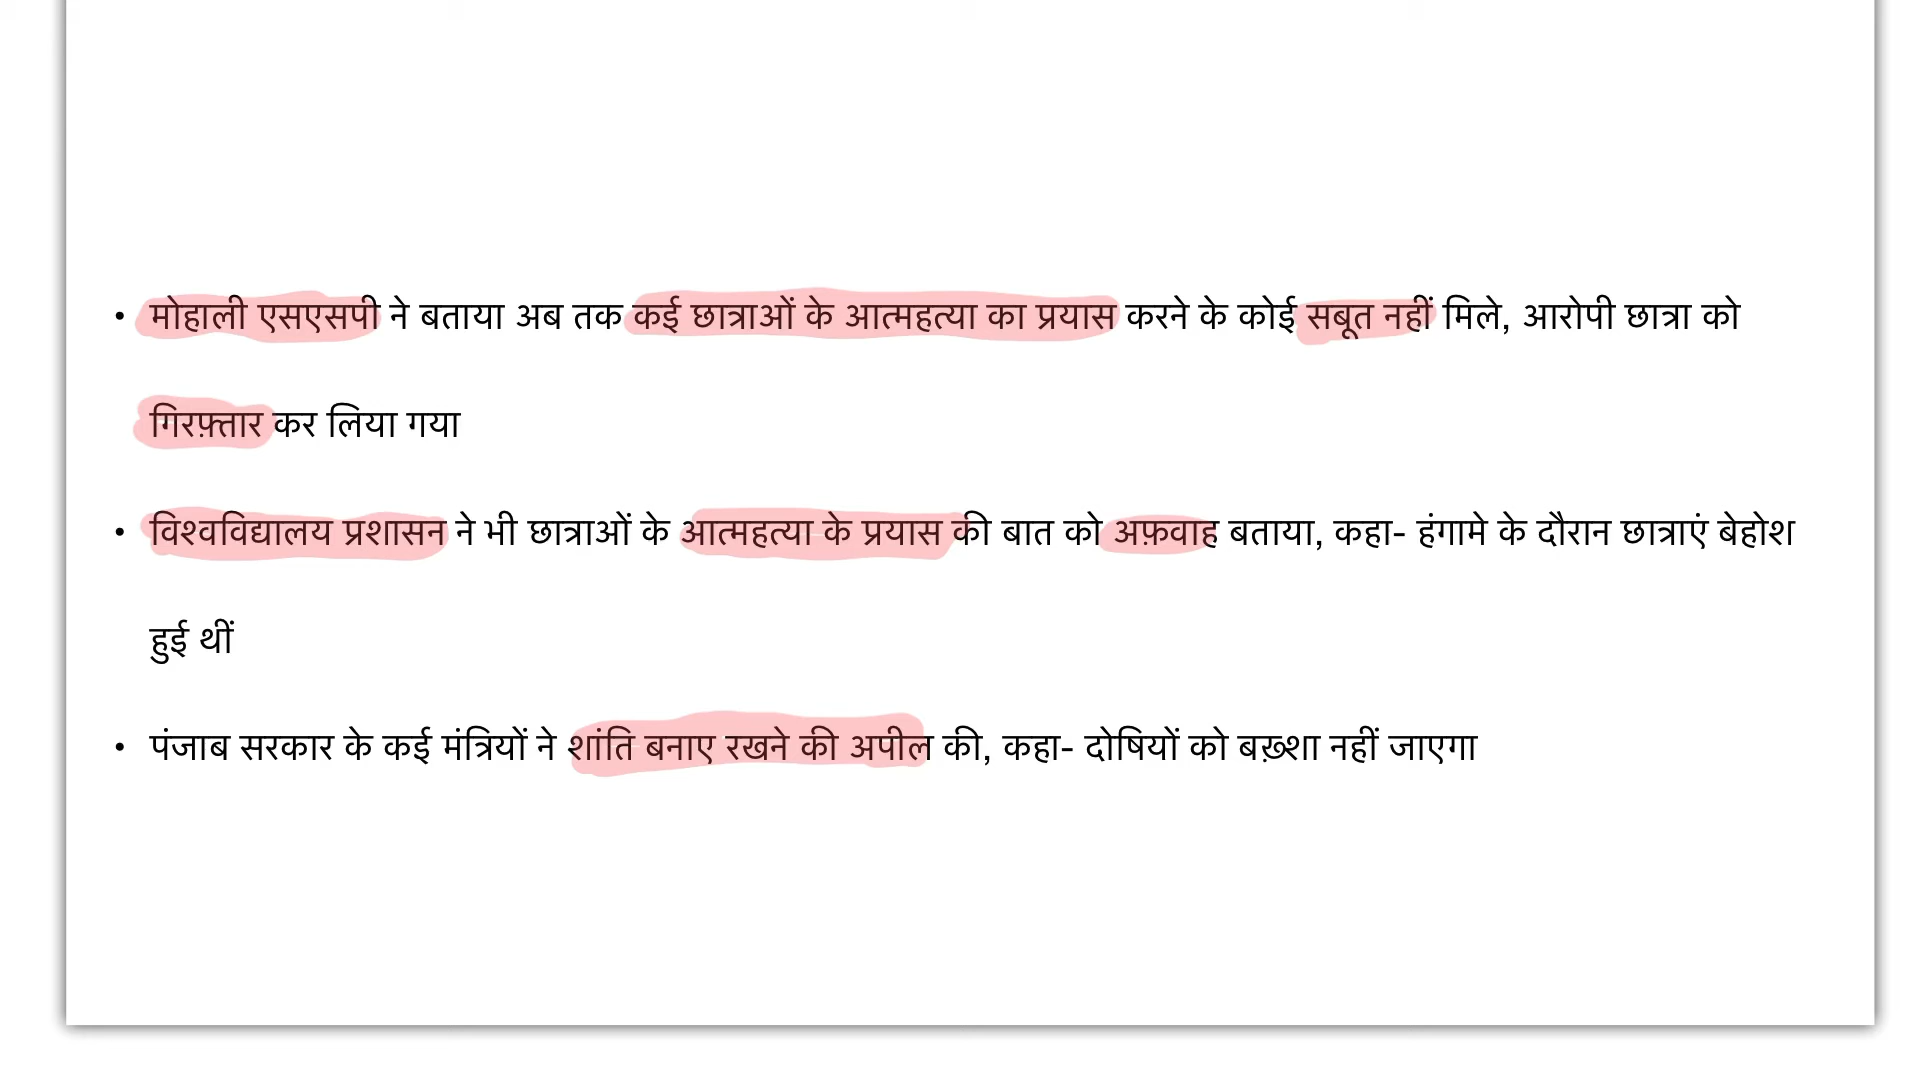 • मोहाली एसएसपी ने बताया अब तक कई छात्राओं के आत्महत्या का प्रयास करने के कोई सबूत नहीं मिले, आरोपी छात्रा को
गिरफ़्तार कर लिया गया
• विश्वविद्यालय प्रशासन ने भी छात्राओं के आत्महत्या के प्रयास की बात को अफ़वाह बताया, कहा- हंगामे के दौरान छात्राएं बेहोश
हुई थीं
• पंजाब सरकार के कई मंत्रियों ने शांति बनाए रखने की अपील की, कहा- दोषियों को बख़्शा नहीं जाएगा